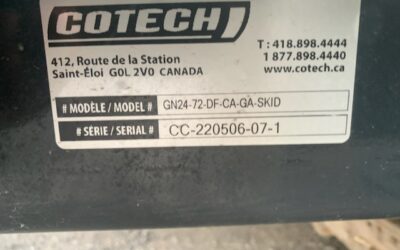 COTECH
412, Route de la Station
Saint-Éloi G0L 2V0 CANADA
T : 418.898.4444
1 877.898.4440
www.cotech.ca
# MODÈLE / MODEL # GN24-72-DF-CA-GA-SKID
# SÉRIE / SERIAL # CC-220506-07-1